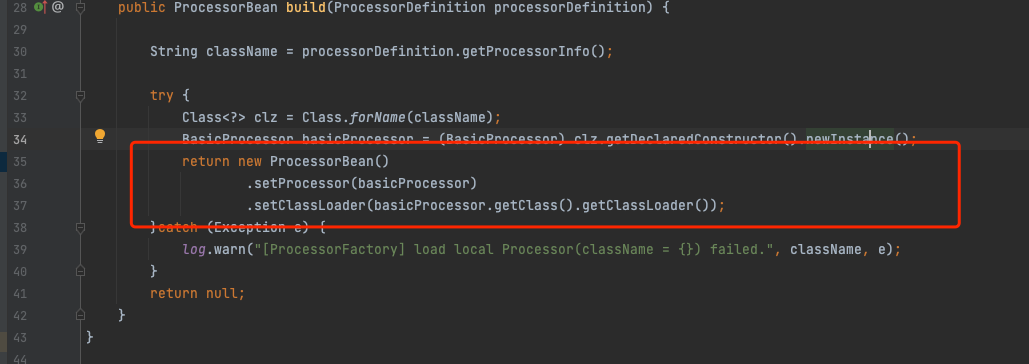 28 @ public ProcessorBean build(ProcessorDefinition processorDefinition) {
29
30 String className = processorDefinition.getProcessorInfo();
31
32 try {
33 Class<?> clz = Class.forName(className);
34 BasicProcessor basicProcessor = (BasicProcessor) clz.getDeclaredConstructor().newInstance();
35 return new ProcessorBean()
36 .setProcessor(basicProcessor)
37 .setClassLoader(basicProcessor.getClass().getClassLoader());
38 }catch (Exception e) {
39 log.warn("[ProcessorFactory] load local Processor(className = {}) failed.", className, e);
40 }
41 return null;
42 }
43 }
44